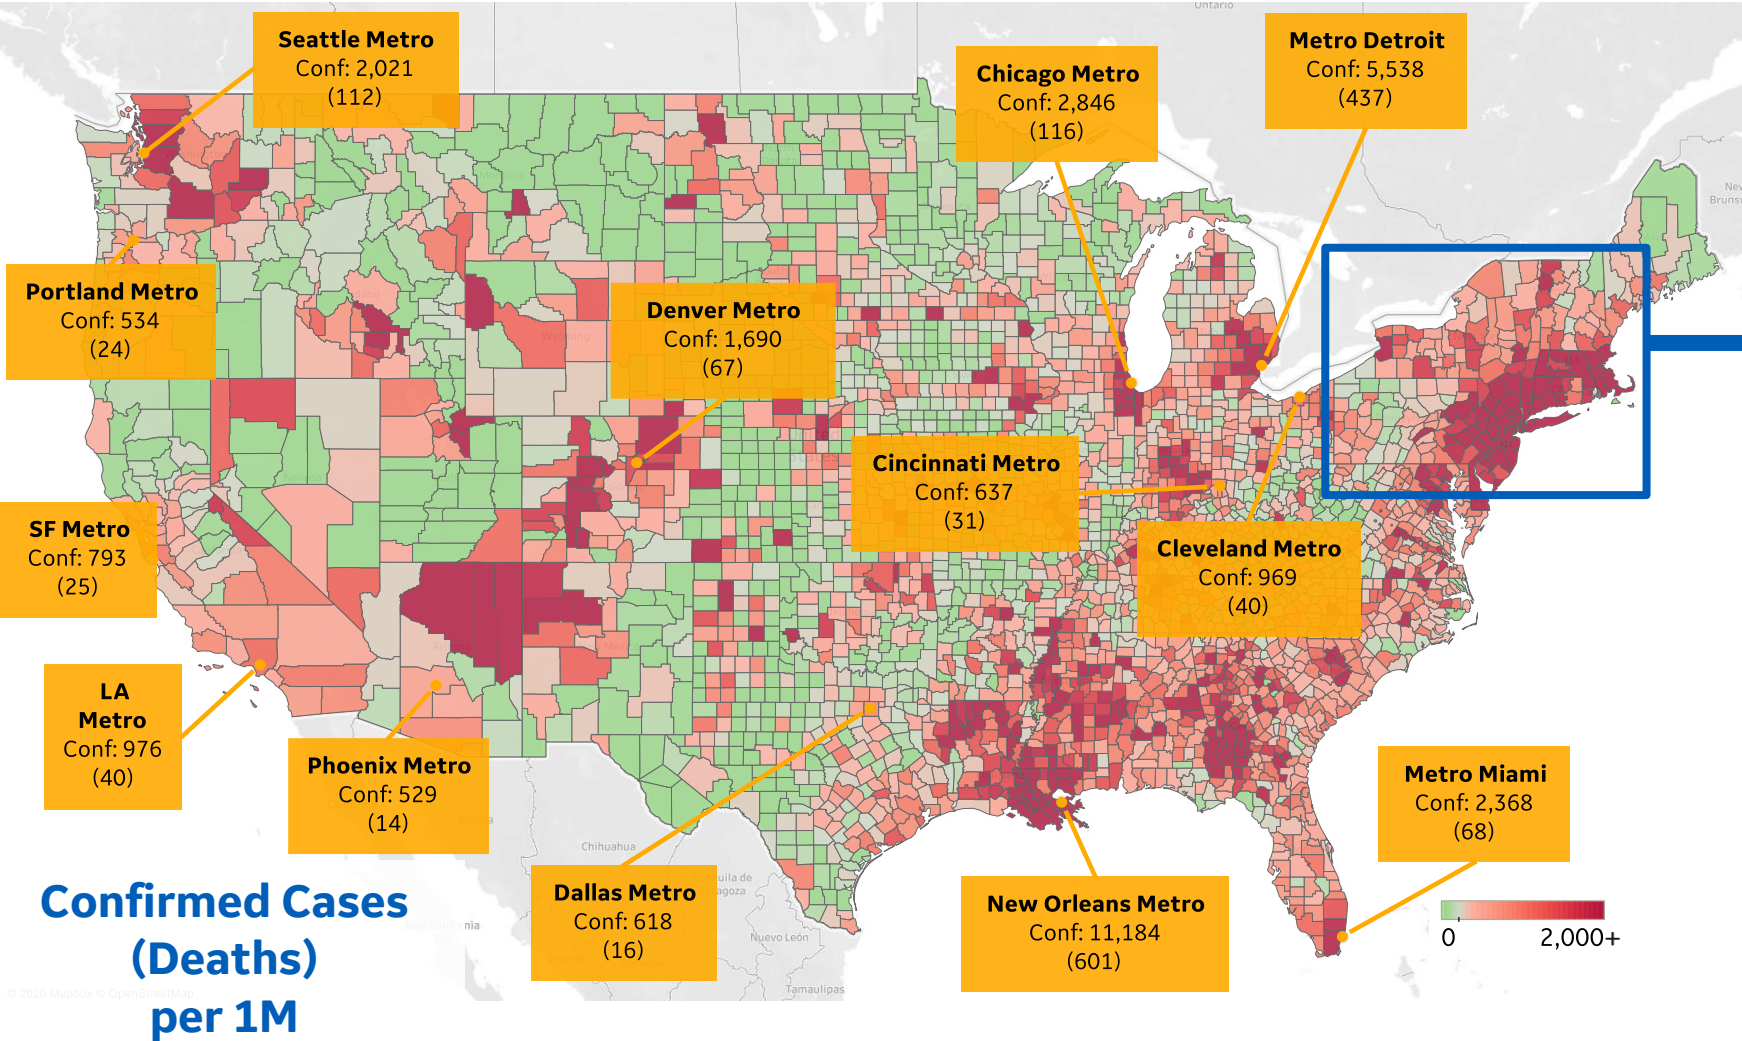 Ontario
Seattle Metro
Conf: 2,021
(112)
Chicago Metro
Conf: 2,846
(116)
Metro Detroit
Conf: 5,538
(437)
Montana
Portland Metro
Conf: 534
(24)
Denver Metro
Conf: 1,690
(67)
Wyoming
Cincinnati Metro
Conf: 637
(31)
SF Metro
Conf: 793
(25)
Cleveland Metro
Conf: 969
(40)
LA
Metro
Conf: 976
(40)
Phoenix Metro
Conf: 529
(14)
Metro Miami
Conf: 2,368
(68)
Chihuahua
Dallas Metro
Conf: 618
(16)
New Orleans Metro
Conf: 11,184
(601)
0
2,000+
Nuevo León
Tamaulipas
Confirmed Cases
(Deaths)
per 1M
© 2020 Mapbox © OpenStreetMap